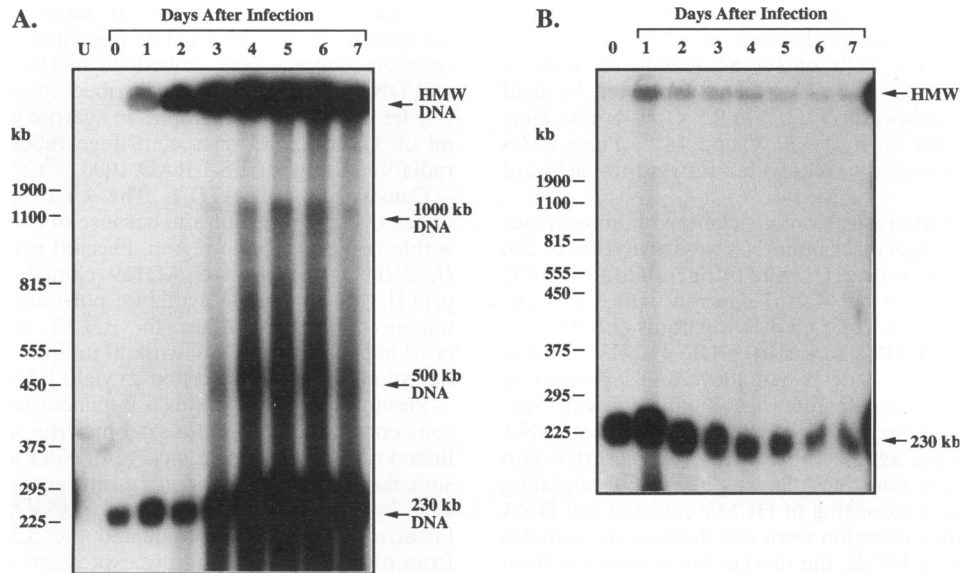 A.
Days After Infection
U 0 1 2 3 4 5 6 7
HMW
DNA
kb
1900
1100
1000 kb
DNA
815
555
450
500 kb
DNA
375
295
225
230 kb
DNA
B.
Days After Infection
0 1 2 3 4 5 6 7
HMW
kb
1900
1100
815
555
450
375
295
225
230 kb